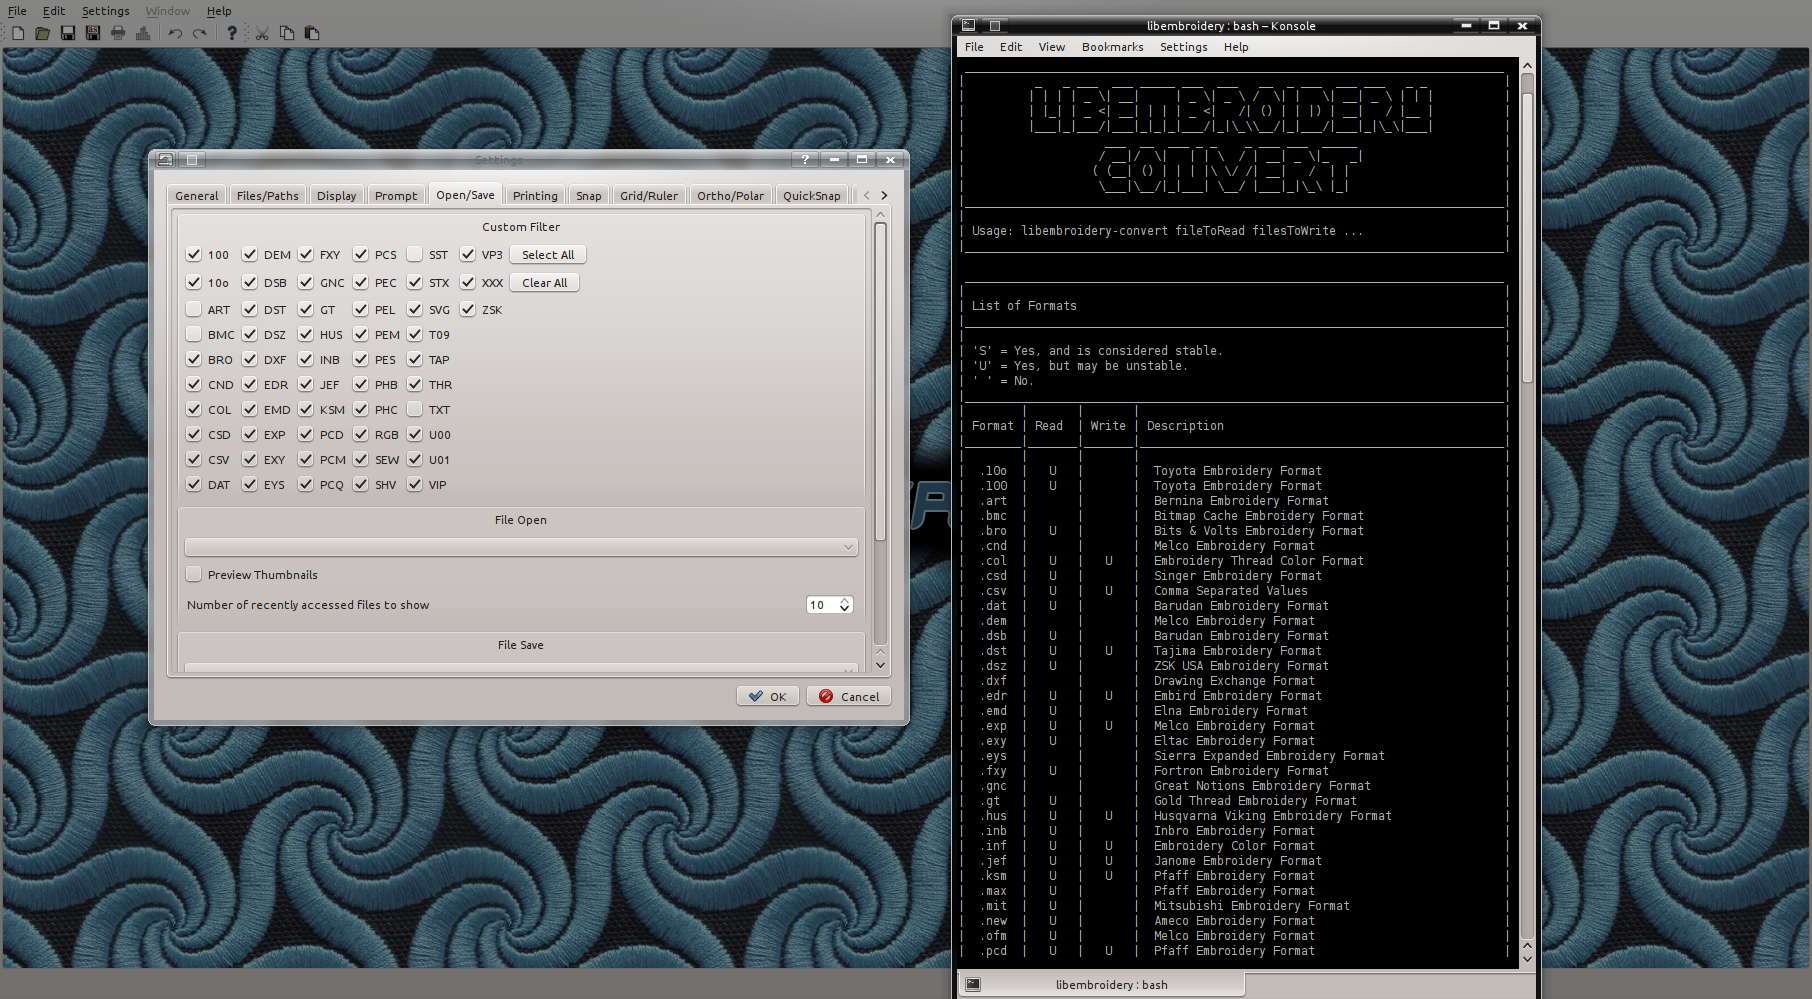 File Edit Settings Window Help
Settings
General Files/Paths Display Prompt Open/Save Printing Snap Grid/Ruler Ortho/Polar QuickSnap
Custom Filter
100 DEM FXY PCS SST VP3 Select All
10o DSB GNC PEC STX XXX Clear All
ART DST GT PEL SVG ZSK
BMC DSZ HUS PEM T09
BRO DXF INB PES TAP
CND EDR JEF PHB THR
COL EMD KSM PHC TXT
CSD EXP PCD RGB U00
CSV EXY PCM SEW U01
DAT EYS PCQ SHV VIP
File Open
Preview Thumbnails
Number of recently accessed files to show 10
File Save
OK Cancel
libembroidery : bash – Konsole
File Edit View Bookmarks Settings Help
LIBEMBROIDERY
CONVERT
Usage: libembroidery-convert fileToRead filesToWrite ...
List of Formats
'S' = Yes, and is considered stable.
'U' = Yes, but may be unstable.
' ' = No.
Format | Read | Write | Description
.10o | U | | Toyota Embroidery Format
.100 | U | | Toyota Embroidery Format
.art | | | Bernina Embroidery Format
.bmc | | | Bitmap Cache Embroidery Format
.bro | U | | Bits & Volts Embroidery Format
.cnd | | | Melco Embroidery Format
.col | U | U | Embroidery Thread Color Format
.csd | U | | Singer Embroidery Format
.csv | U | U | Comma Separated Values
.dat | U | | Barudan Embroidery Format
.dem | | | Melco Embroidery Format
.dsb | U | | Barudan Embroidery Format
.dst | U | U | Tajima Embroidery Format
.dsz | U | | ZSK USA Embroidery Format
.dxf | | | Drawing Exchange Format
.edr | U | U | Embird Embroidery Format
.emd | U | | Elna Embroidery Format
.exp | U | U | Melco Embroidery Format
.exy | U | | Eltac Embroidery Format
.eys | | | Sierra Expanded Embroidery Format
.fxy | U | | Fortron Embroidery Format
.gnc | | | Great Notions Embroidery Format
.gt | U | | Gold Thread Embroidery Format
.hus | U | U | Husqvarna Viking Embroidery Format
.inb | U | | Inbro Embroidery Format
.inf | U | U | Embroidery Color Format
.jef | U | U | Janome Embroidery Format
.ksm | U | U | Pfaff Embroidery Format
.max | U | | Pfaff Embroidery Format
.mit | U | | Mitsubishi Embroidery Format
.new | U | | Ameco Embroidery Format
.ofm | U | | Melco Embroidery Format
.pcd | U | U | Pfaff Embroidery Format
libembroidery : bash